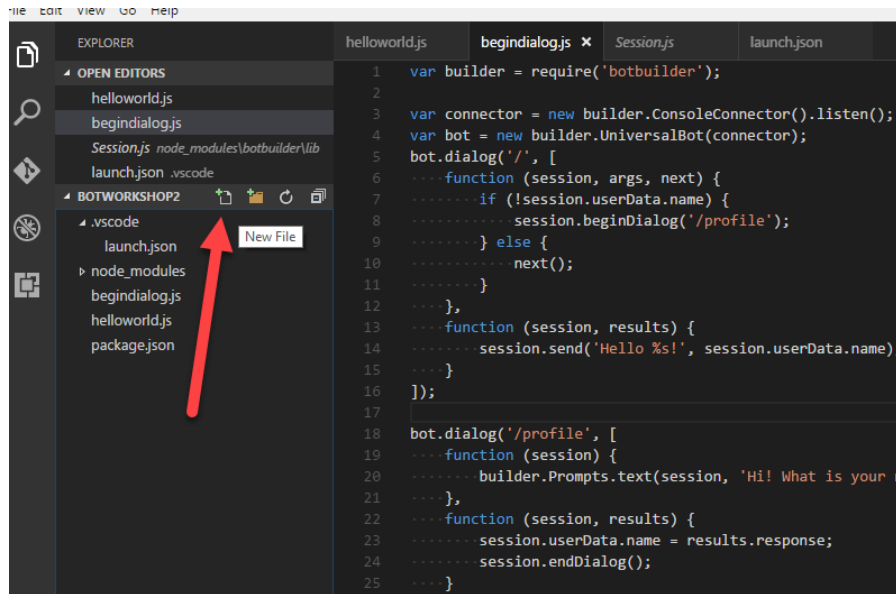 File Edit View Go Help
EXPLORER
OPEN EDITORS
helloworld.js
begindialog.js
Session.js node_modules\botbuilder\lib
launch.json .vscode
BOTWORKSHOP2
New File
.vscode
launch.json
node_modules
begindialog.js
helloworld.js
package.json
helloworld.js begindialog.js × Session.js launch.json
1 var builder = require('botbuilder');
2
3 var connector = new builder.ConsoleConnector().listen();
4 var bot = new builder.UniversalBot(connector);
5 bot.dialog('/', [
6 ····function (session, args, next) {
7 ········if (!session.userData.name) {
8 ············session.beginDialog('/profile');
9 ········} else {
10 ············next();
11 ········}
12 ····},
13 ····function (session, results) {
14 ········session.send('Hello %s!', session.userData.name)
15 ····}
16 ]);
17
18 bot.dialog('/profile', [
19 ····function (session) {
20 ········builder.Prompts.text(session, 'Hi! What is your
21 ····},
22 ····function (session, results) {
23 ········session.userData.name = results.response;
24 ········session.endDialog();
25 ····}